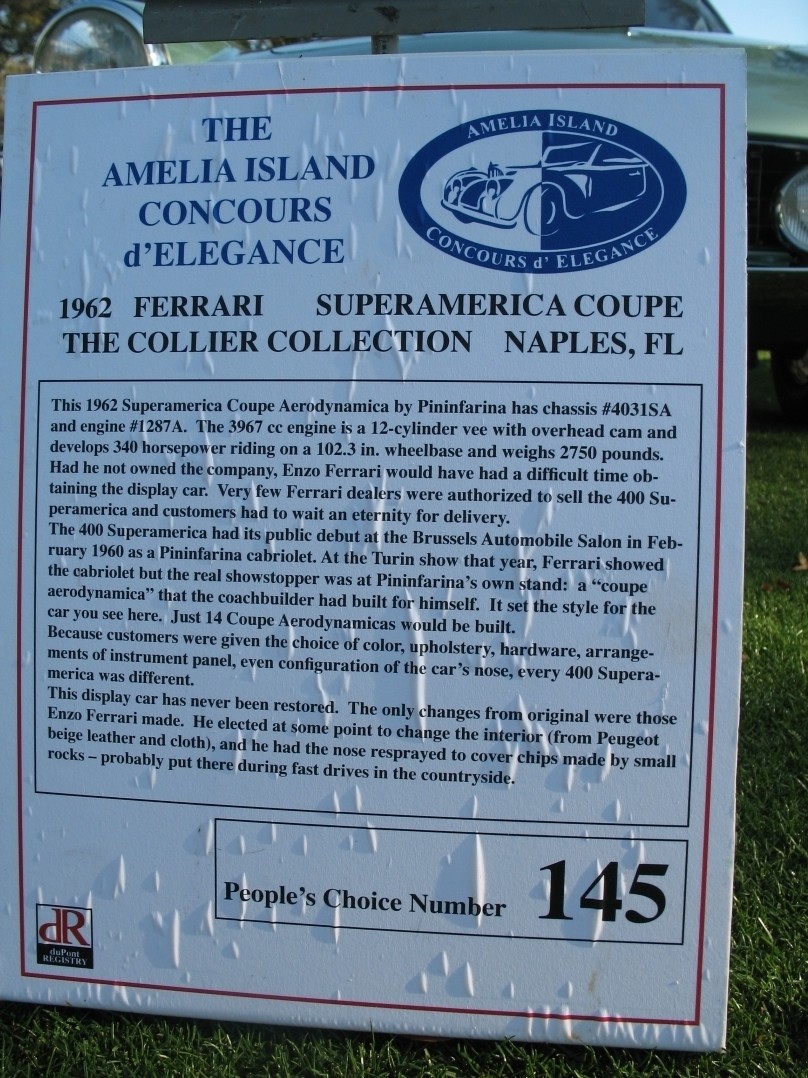 THE
AMELIA ISLAND
CONCOURS
d'ELEGANCE
AMELIA ISLAND
CONCOURS d' ELEGANCE
1962 FERRARI SUPERAMERICA COUPE
THE COLLIER COLLECTION NAPLES, FL
This 1962 Superamerica Coupe Aerodynamica by Pininfarina has chassis #4031SA
and engine #1287A. The 3967 cc engine is a 12-cylinder vee with overhead cam and
develops 340 horsepower riding on a 102.3 in. wheelbase and weighs 2750 pounds.
Had he not owned the company, Enzo Ferrari would have had a difficult time ob-
taining the display car. Very few Ferrari dealers were authorized to sell the 400 Su-
peramerica and customers had to wait an eternity for delivery.
The 400 Superamerica had its public debut at the Brussels Automobile Salon in Feb-
ruary 1960 as a Pininfarina cabriolet. At the Turin show that year, Ferrari showed
the cabriolet but the real showstopper was at Pininfarina's own stand: a "coupe
aerodynamica" that the coachbuilder had built for himself. It set the style for the
car you see here. Just 14 Coupe Aerodynamicas would be built.
Because customers were given the choice of color, upholstery, hardware, arrange-
ments of instrument panel, even configuration of the car's nose, every 400 Supera-
merica was different.
This display car has never been restored. The only changes from original were those
Enzo Ferrari made. He elected at some point to change the interior (from Peugeot
beige leather and cloth), and he had the nose resprayed to cover chips made by small
rocks – probably put there during fast drives in the countryside.
People's Choice Number 145
dR
duPont
REGISTRY